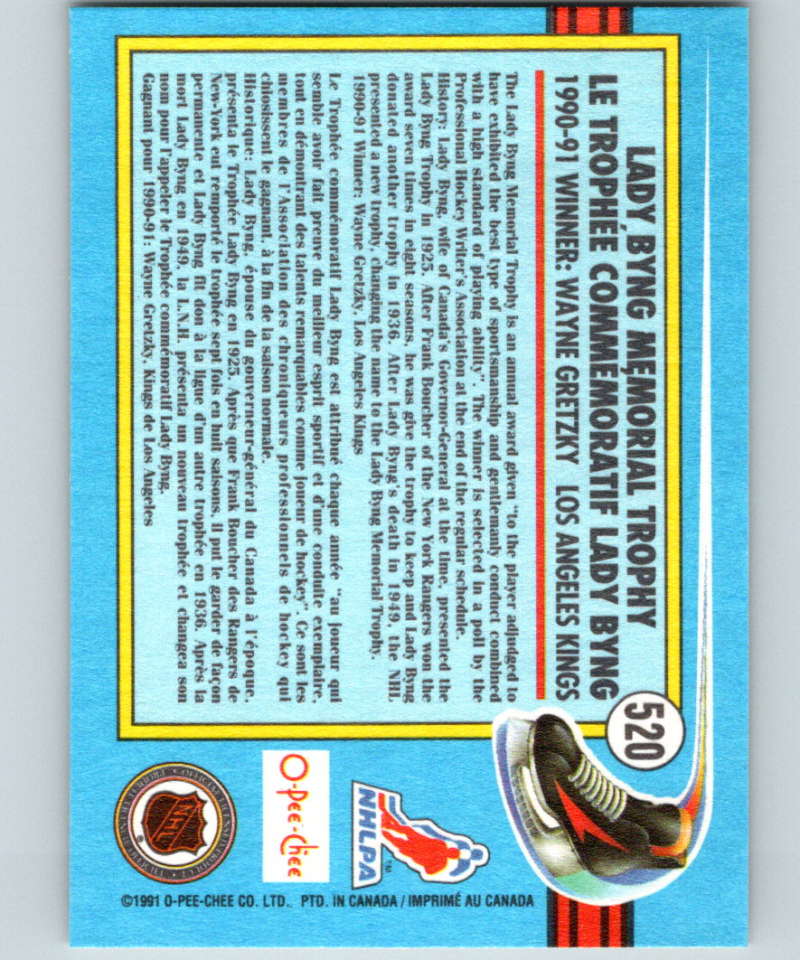 LADY BYNG MEMORIAL TROPHY
LE TROPHÉE COMMÉMORATIF LADY BYNG
1990-91 WINNER: WAYNE GRETZKY LOS ANGELES KINGS
520
The Lady Byng Memorial Trophy is an annual award given "to the player adjudged to
have exhibited the best type of sportsmanship and gentlemanly conduct combined
with a high standard of playing ability". The winner is selected in a poll by the
Professional Hockey Writer's Association at the end of the regular schedule.
History: Lady Byng, wife of Canada's Governor-General at the time, presented the
Lady Byng Trophy in 1925. After Frank Boucher of the New York Rangers won the
award seven times in eight seasons, he was give the trophy to keep and Lady Byng
donated another trophy in 1936. After Lady Byng's death in 1949, the NHL
presented a new trophy, changing the name to the Lady Byng Memorial Trophy.
1990-91 Winner: Wayne Gretzky, Los Angeles Kings
Le Trophée commémoratif Lady Byng est attribué chaque année "au joueur qui
semble avoir fait preuve du meilleur esprit sportif et d'une conduite exemplaire,
tout en démontrant des talents remarquables comme joueur de hockey". Ce sont les
membres de l'Association des chroniqueurs professionnels de hockey qui
choisissent le gagnant, à la fin de la saison normale.
Historique: Lady Byng, épouse du gouverneur-général du Canada à l'époque,
présenta le Trophée Lady Byng en 1925. Après que Frank Boucher des Rangers de
New-York eut remporté le trophée sept fois en huit saisons, il put le garder de façon
permanente et Lady Byng fit don à la ligue d'un autre trophée en 1936. Après la
mort Lady Byng en 1949, la L.N.H. présenta un nouveau trophée et changea son
nom pour l'appeler le Trophée commémoratif Lady Byng.
Gagnant pour 1990-91: Wayne Gretzky, Kings de Los Angeles
NHLPA
TM
O-Pee-Chee
NHL
©1991 O-PEE-CHEE CO. LTD. PTD. IN CANADA / IMPRIMÉ AU CANADA